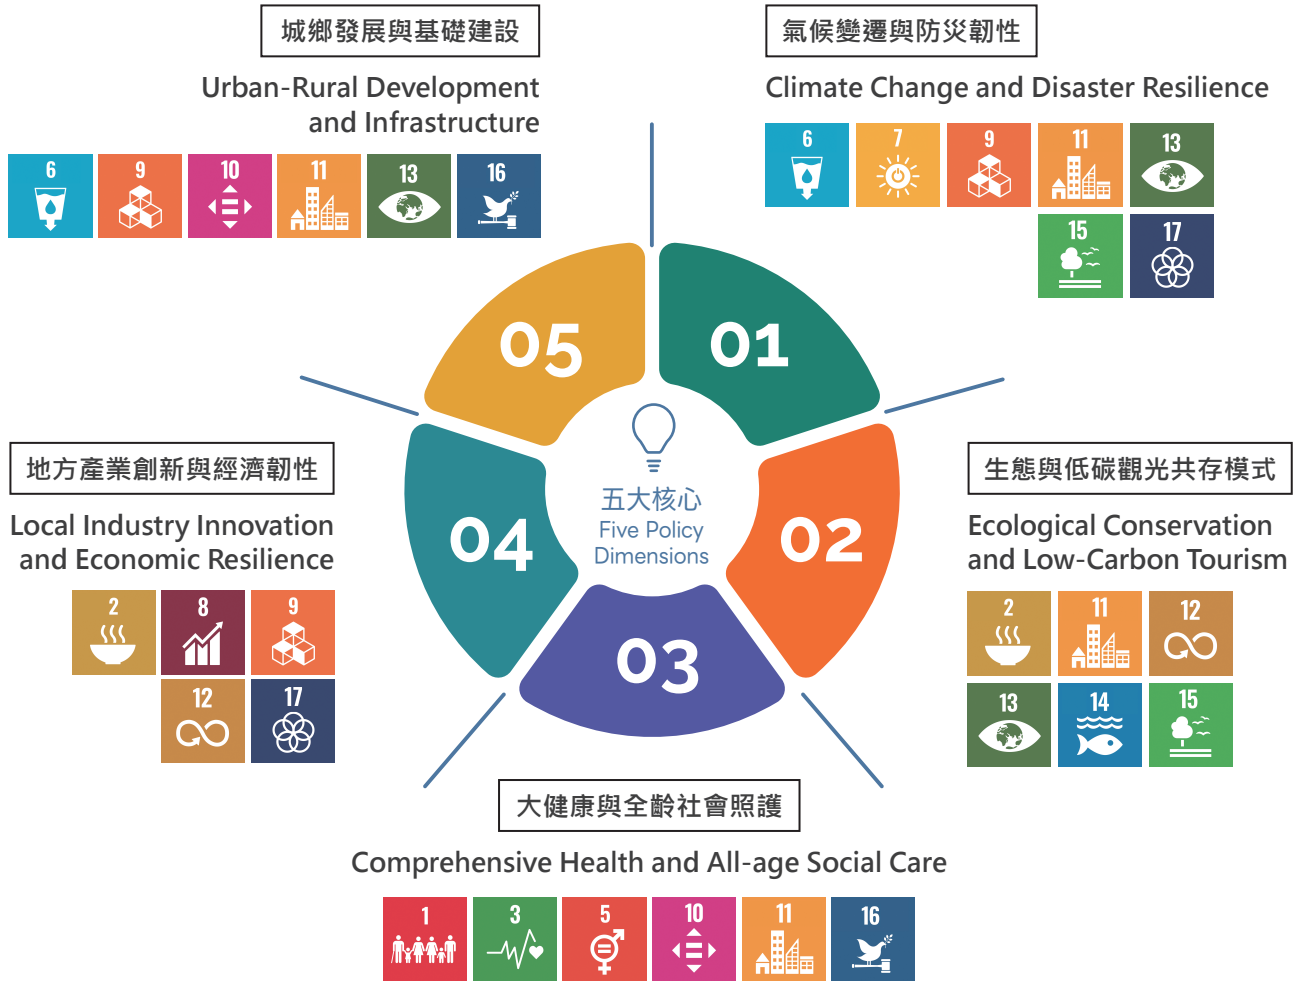 城鄉發展與基礎建設
Urban-Rural Development
and Infrastructure
6 9 10 11 13 16
氣候變遷與防災韌性
Climate Change and Disaster Resilience
6 7 9 11 13
15 17
05
01
五大核心
Five Policy
Dimensions
04
02
03
地方產業創新與經濟韌性
Local Industry Innovation
and Economic Resilience
2 8 9
12 17
生態與低碳觀光共存模式
Ecological Conservation
and Low-Carbon Tourism
2 11 12
13 14 15
大健康與全齡社會照護
Comprehensive Health and All-age Social Care
1 3 5 10 11 16